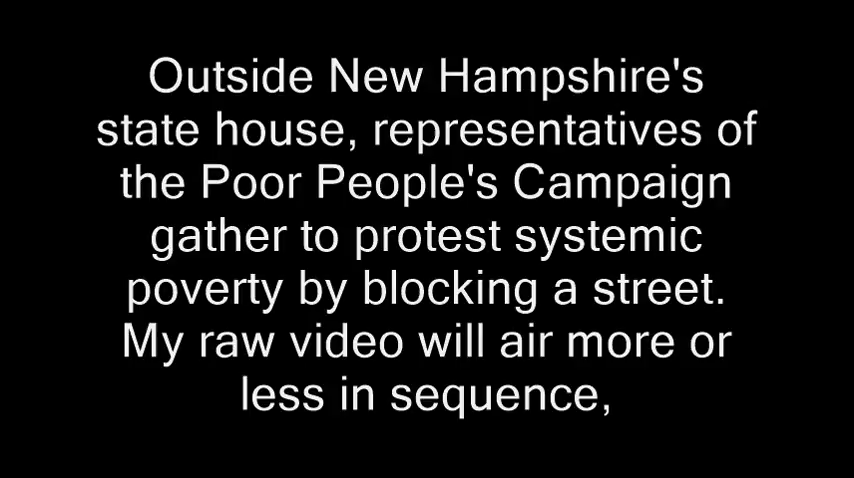 Outside New Hampshire's
state house, representatives of
the Poor People's Campaign
gather to protest systemic
poverty by blocking a street.
My raw video will air more or
less in sequence,